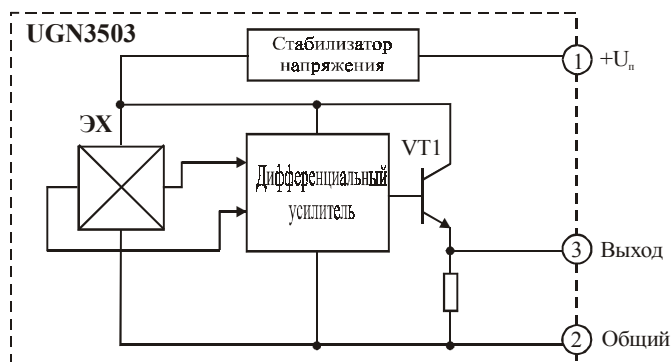 UGN3503
Стабилизатор
напряжения
1
+Uп
ЭХ
VT1
Дифференциальный
усилитель
3
Выход
2
Общий